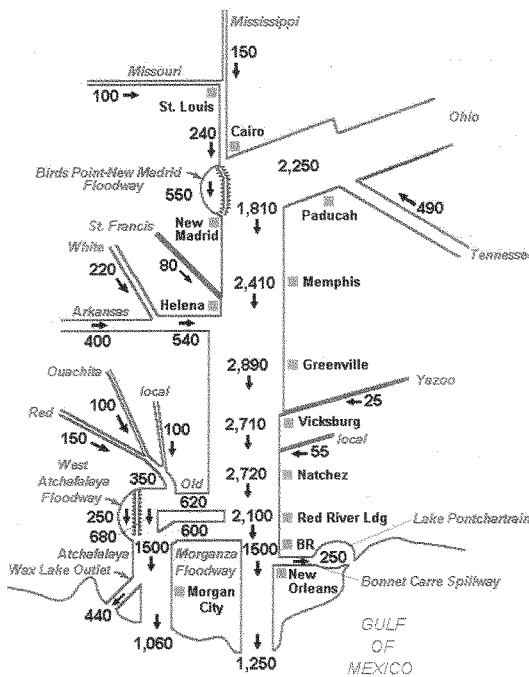 Mississippi
150
Missouri
100
St. Louis
240
Cairo
Ohio
2,250
Birds Point-New Madrid
Floodway
550
1,810
Paducah
490
Tennessee
St. Francis
New
Madrid
White
220
80
2,410
Memphis
Helena
Arkansas
400
540
2,890
Greenville
Ouachita
local
Yazoo
Red
100
100
25
150
2,710
Vicksburg
local
55
West
Atchafalaya
Floodway
350
Old
2,720
Natchez
620
250
2,100
Red River Ldg
Lake Pontchartrain
680
600
BR
Atchafalaya
1500
Morganza
Floodway
1500
250
Wax Lake Outlet
New
Orleans
Bonnet Carre Spillway
Morgan
City
440
1,060
1,250
GULF
OF
MEXICO